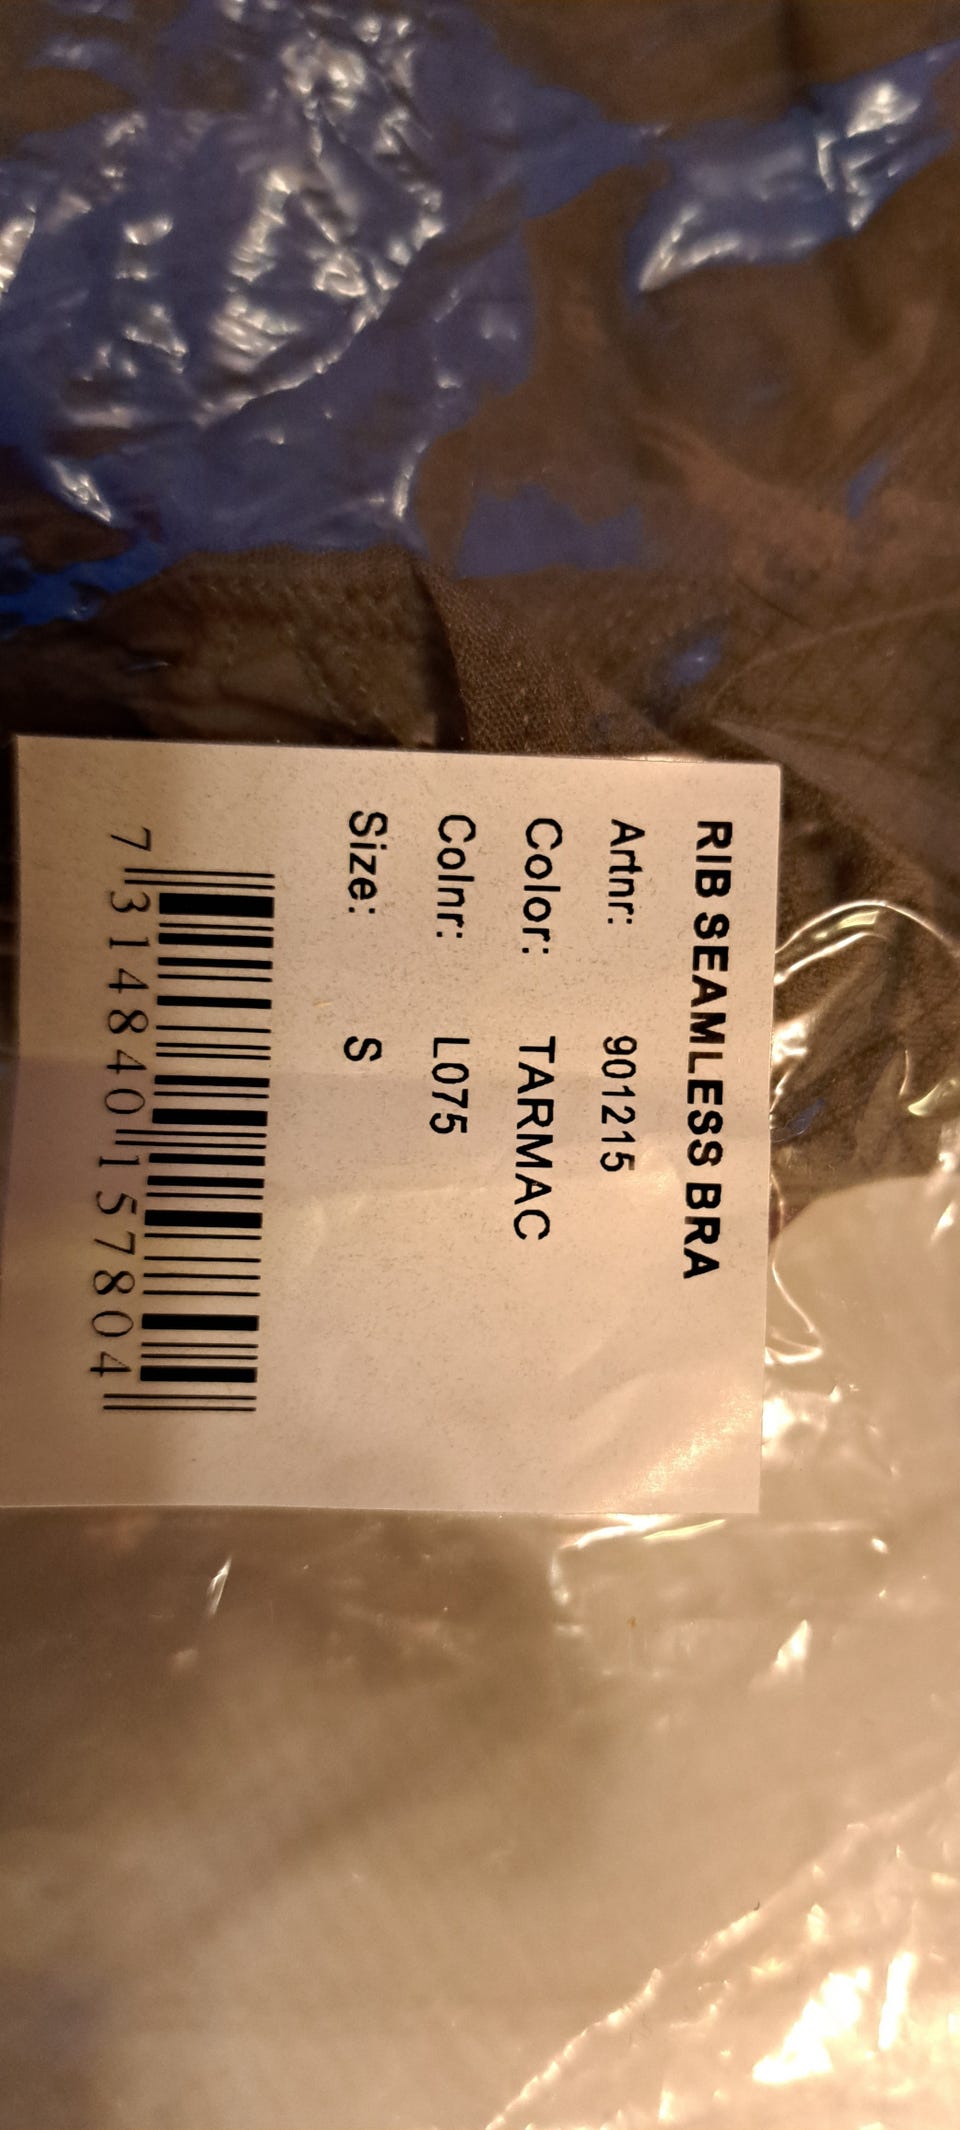 RIB SEAMLESS BRA
Artnr: 901215
Color: TARMAC
Colnr: L075
Size: S
7 314840 157804